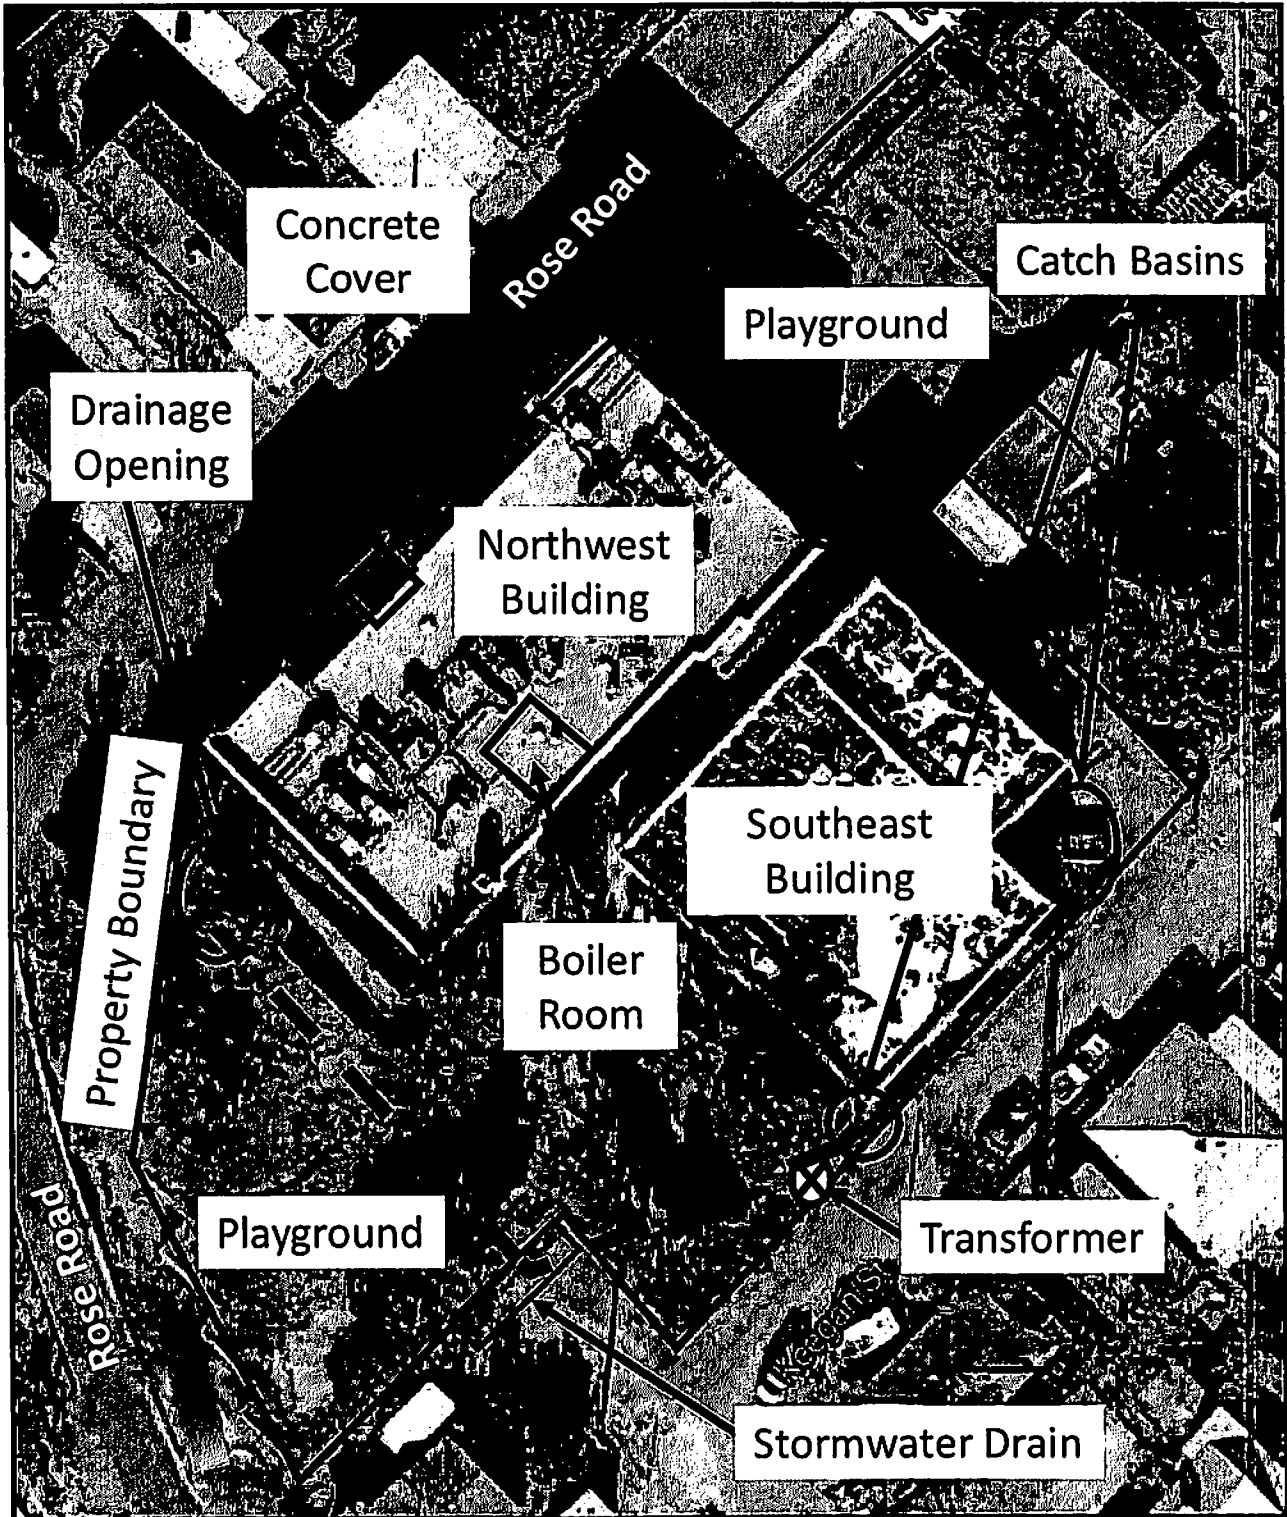 Concrete
Cover
Rose Road
Catch Basins
Playground
Drainage
Opening
Northwest
Building
Property Boundary
Southeast
Building
Boiler
Room
Rose Road
Playground
Transformer
Stormwater Drain